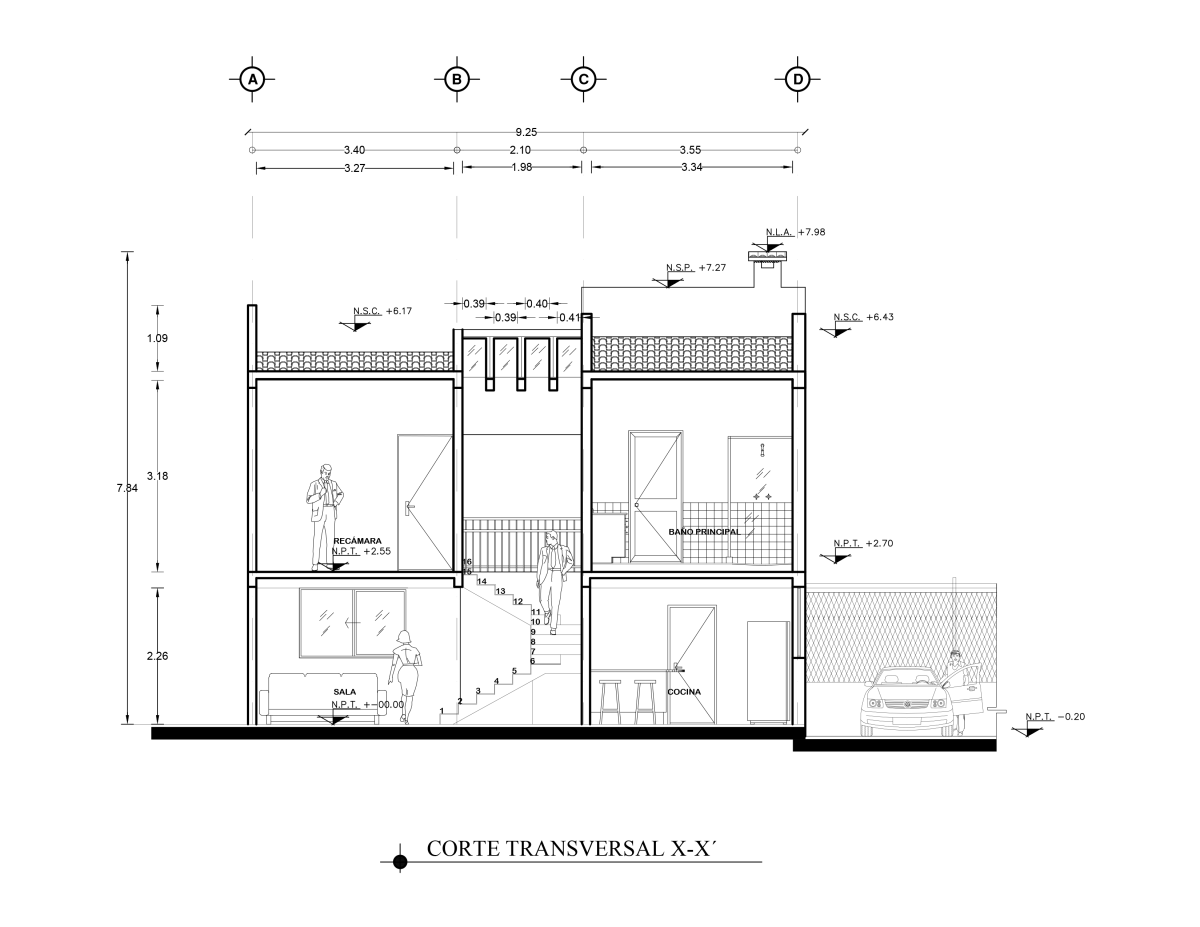 A B C D
9.25
3.40 2.10 3.55
3.27 1.98 3.34
N.L.A. +7.98
N.S.P. +7.27
0.39 0.40
N.S.C. +6.17
0.39 0.41
N.S.C. +6.43
1.09
3.18
7.84
BAÑO PRINCIPAL
RECÁMARA
N.P.T. +2.55
N.P.T. +2.70
16
15
14
13
12
11
10
9
8
7
6
5
4
3
2
1
2.26
SALA
COCINA
N.P.T. +-00.00
N.P.T. -0.20
CORTE TRANSVERSAL X-X´